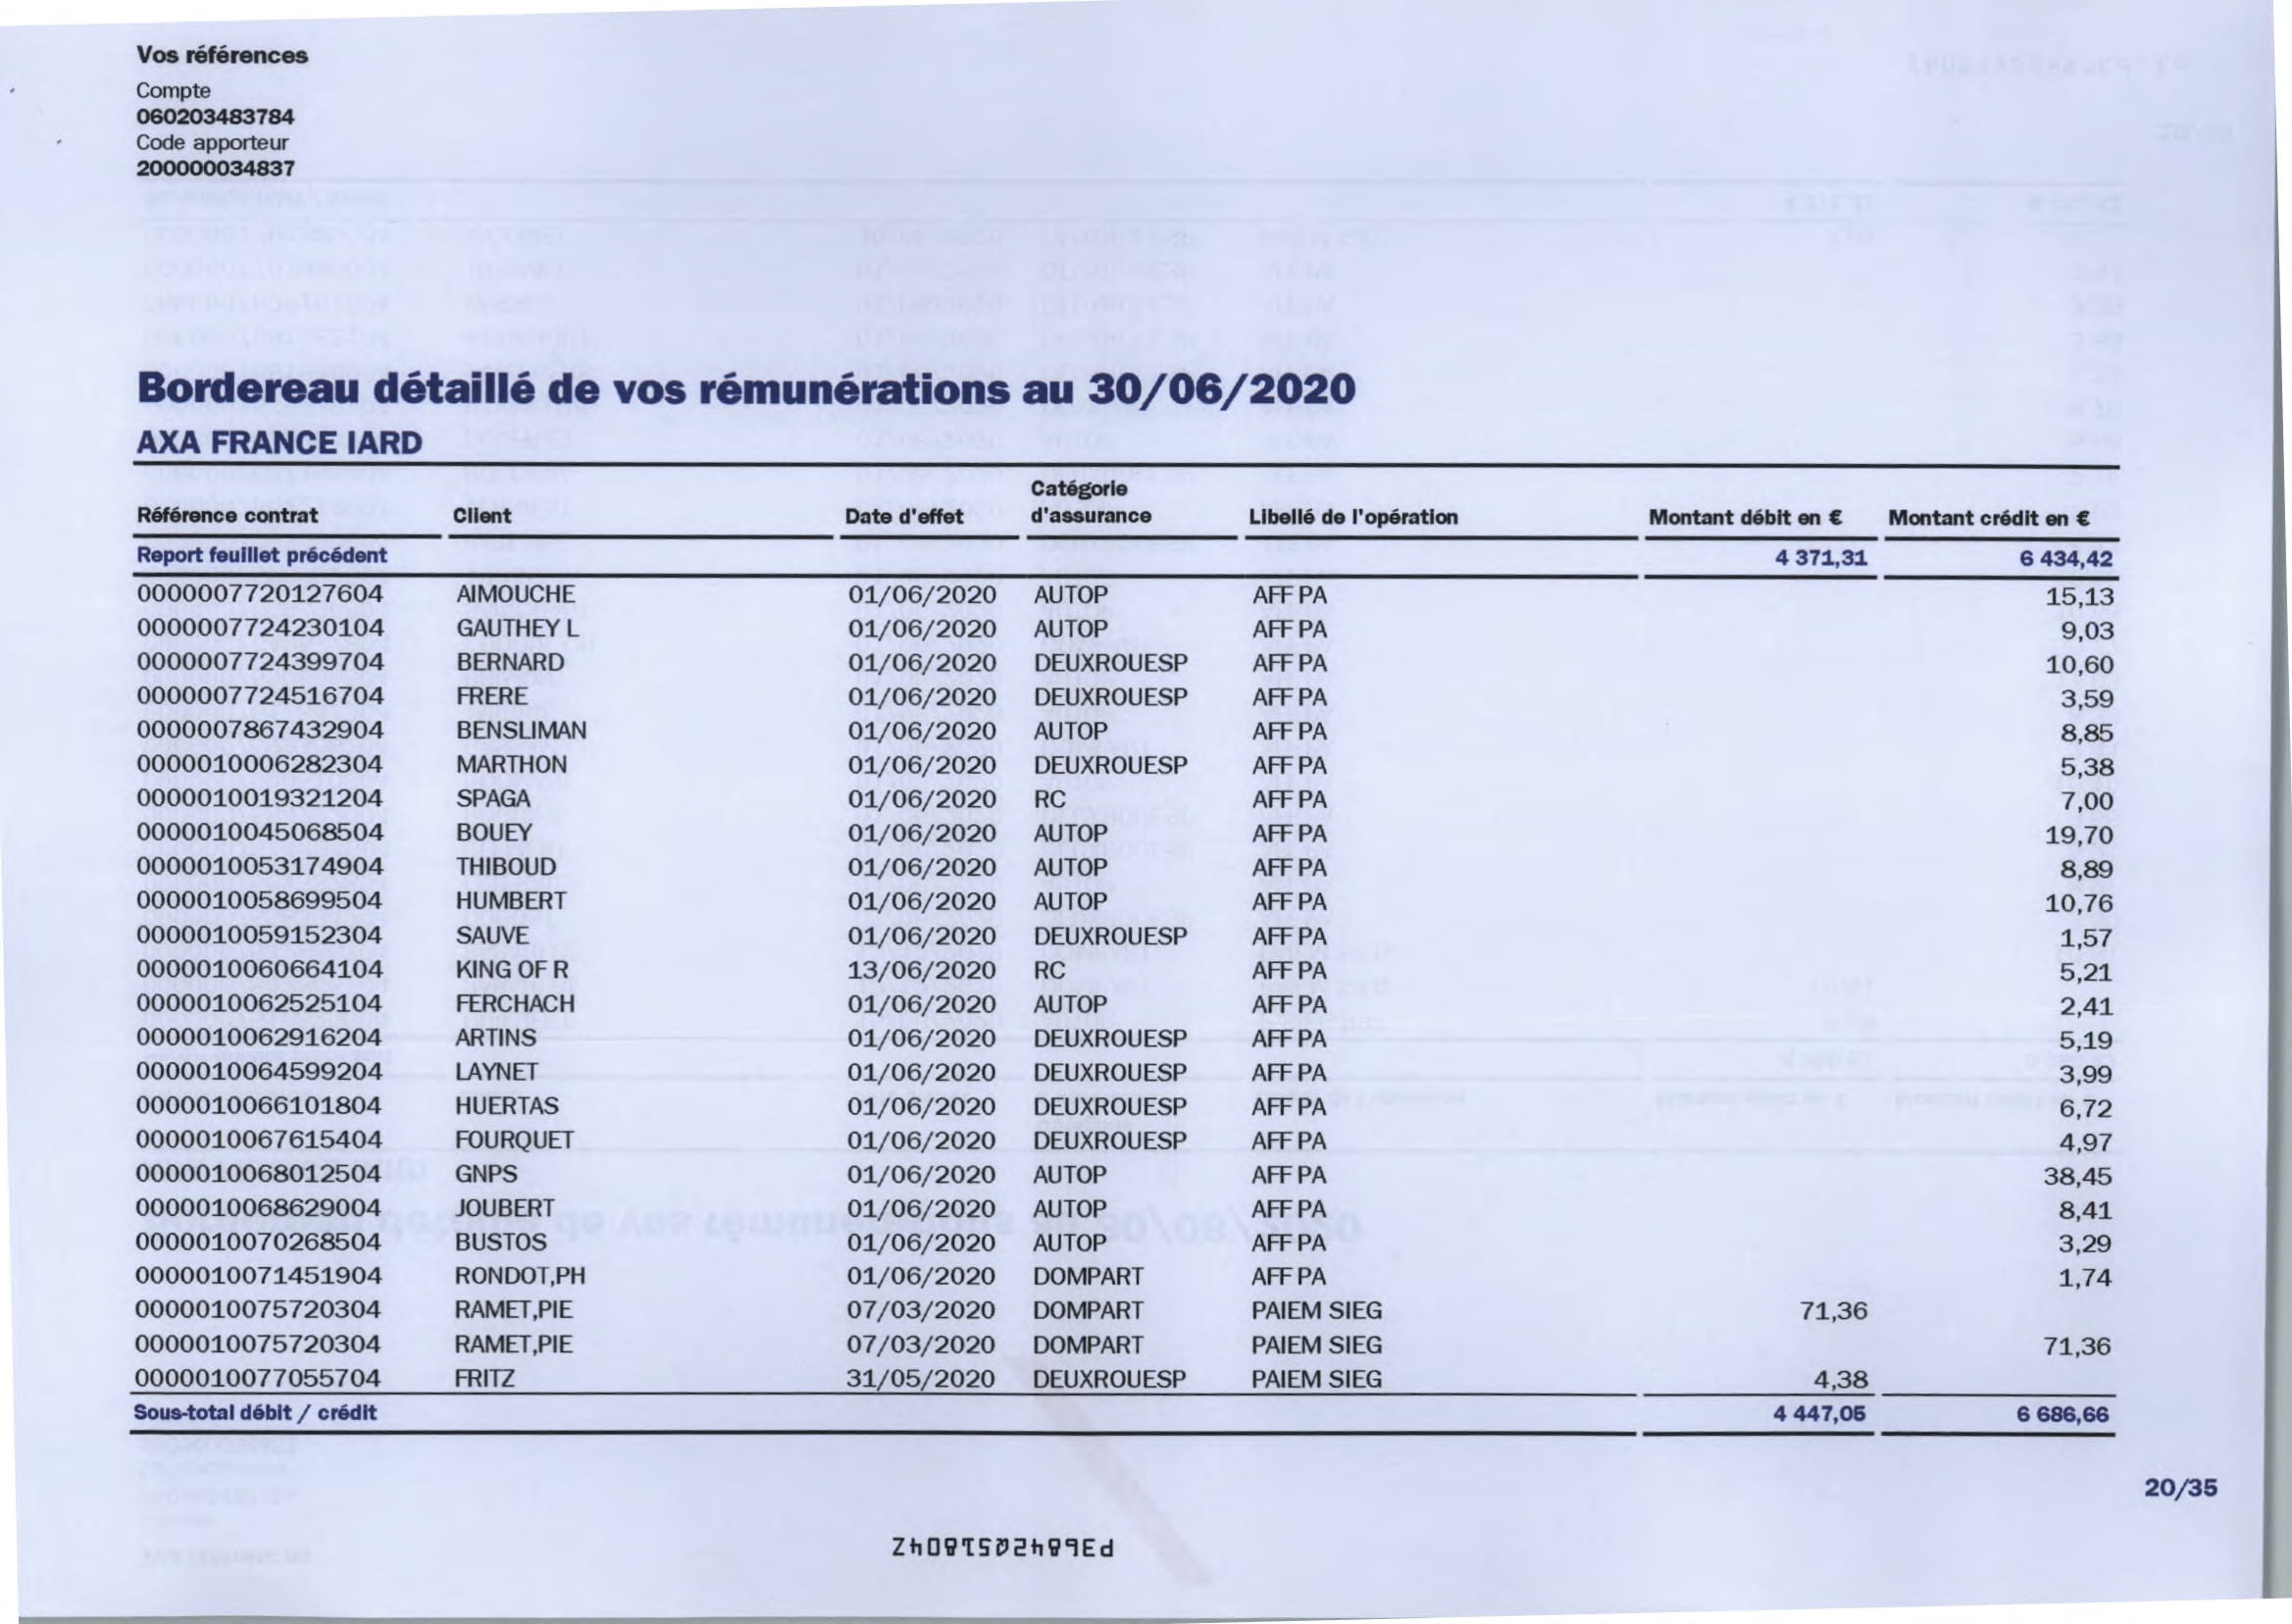 Vos références
Compte
060203483784
Code apporteur
200000034837
Bordereau détaillé de vos rémunérations au 30/06/2020
AXA FRANCE IARD
Référence contrat Client Date d'effet Catégorie d'assurance Libellé de l'opération Montant débit en € Montant crédit en €
Report feuillet précédent 4 371,31 6 434,42
0000007720127604 AIMOUCHE 01/06/2020 AUTOP AFF PA 15,13
0000007724230104 GAUTHEY L 01/06/2020 AUTOP AFF PA 9,03
0000007724399704 BERNARD 01/06/2020 DEUXROUESP AFF PA 10,60
0000007724516704 FRERE 01/06/2020 DEUXROUESP AFF PA 3,59
0000007867432904 BENSLIMAN 01/06/2020 AUTOP AFF PA 8,85
0000010006282304 MARTHON 01/06/2020 DEUXROUESP AFF PA 5,38
0000010019321204 SPAGA 01/06/2020 RC AFF PA 7,00
0000010045068504 BOUEY 01/06/2020 AUTOP AFF PA 19,70
0000010053174904 THIBOUD 01/06/2020 AUTOP AFF PA 8,89
0000010058699504 HUMBERT 01/06/2020 AUTOP AFF PA 10,76
0000010059152304 SAUVE 01/06/2020 DEUXROUESP AFF PA 1,57
0000010060664104 KING OF R 13/06/2020 RC AFF PA 5,21
0000010062525104 FERCHACH 01/06/2020 AUTOP AFF PA 2,41
0000010062916204 ARTINS 01/06/2020 DEUXROUESP AFF PA 5,19
0000010064599204 LAYNET 01/06/2020 DEUXROUESP AFF PA 3,99
0000010066101804 HUERTAS 01/06/2020 DEUXROUESP AFF PA 6,72
0000010067615404 FOURQUET 01/06/2020 DEUXROUESP AFF PA 4,97
0000010068012504 GNPS 01/06/2020 AUTOP AFF PA 38,45
0000010068629004 JOUBERT 01/06/2020 AUTOP AFF PA 8,41
0000010070268504 BUSTOS 01/06/2020 AUTOP AFF PA 3,29
0000010071451904 RONDOT,PH 01/06/2020 DOMPART AFF PA 1,74
0000010075720304 RAMET,PIE 07/03/2020 DOMPART PAIEM SIEG 71,36
0000010075720304 RAMET,PIE 07/03/2020 DOMPART PAIEM SIEG 71,36
0000010077055704 FRITZ 31/05/2020 DEUXROUESP PAIEM SIEG 4,38
Sous-total débit / crédit 4 447,05 6 686,66
20/35